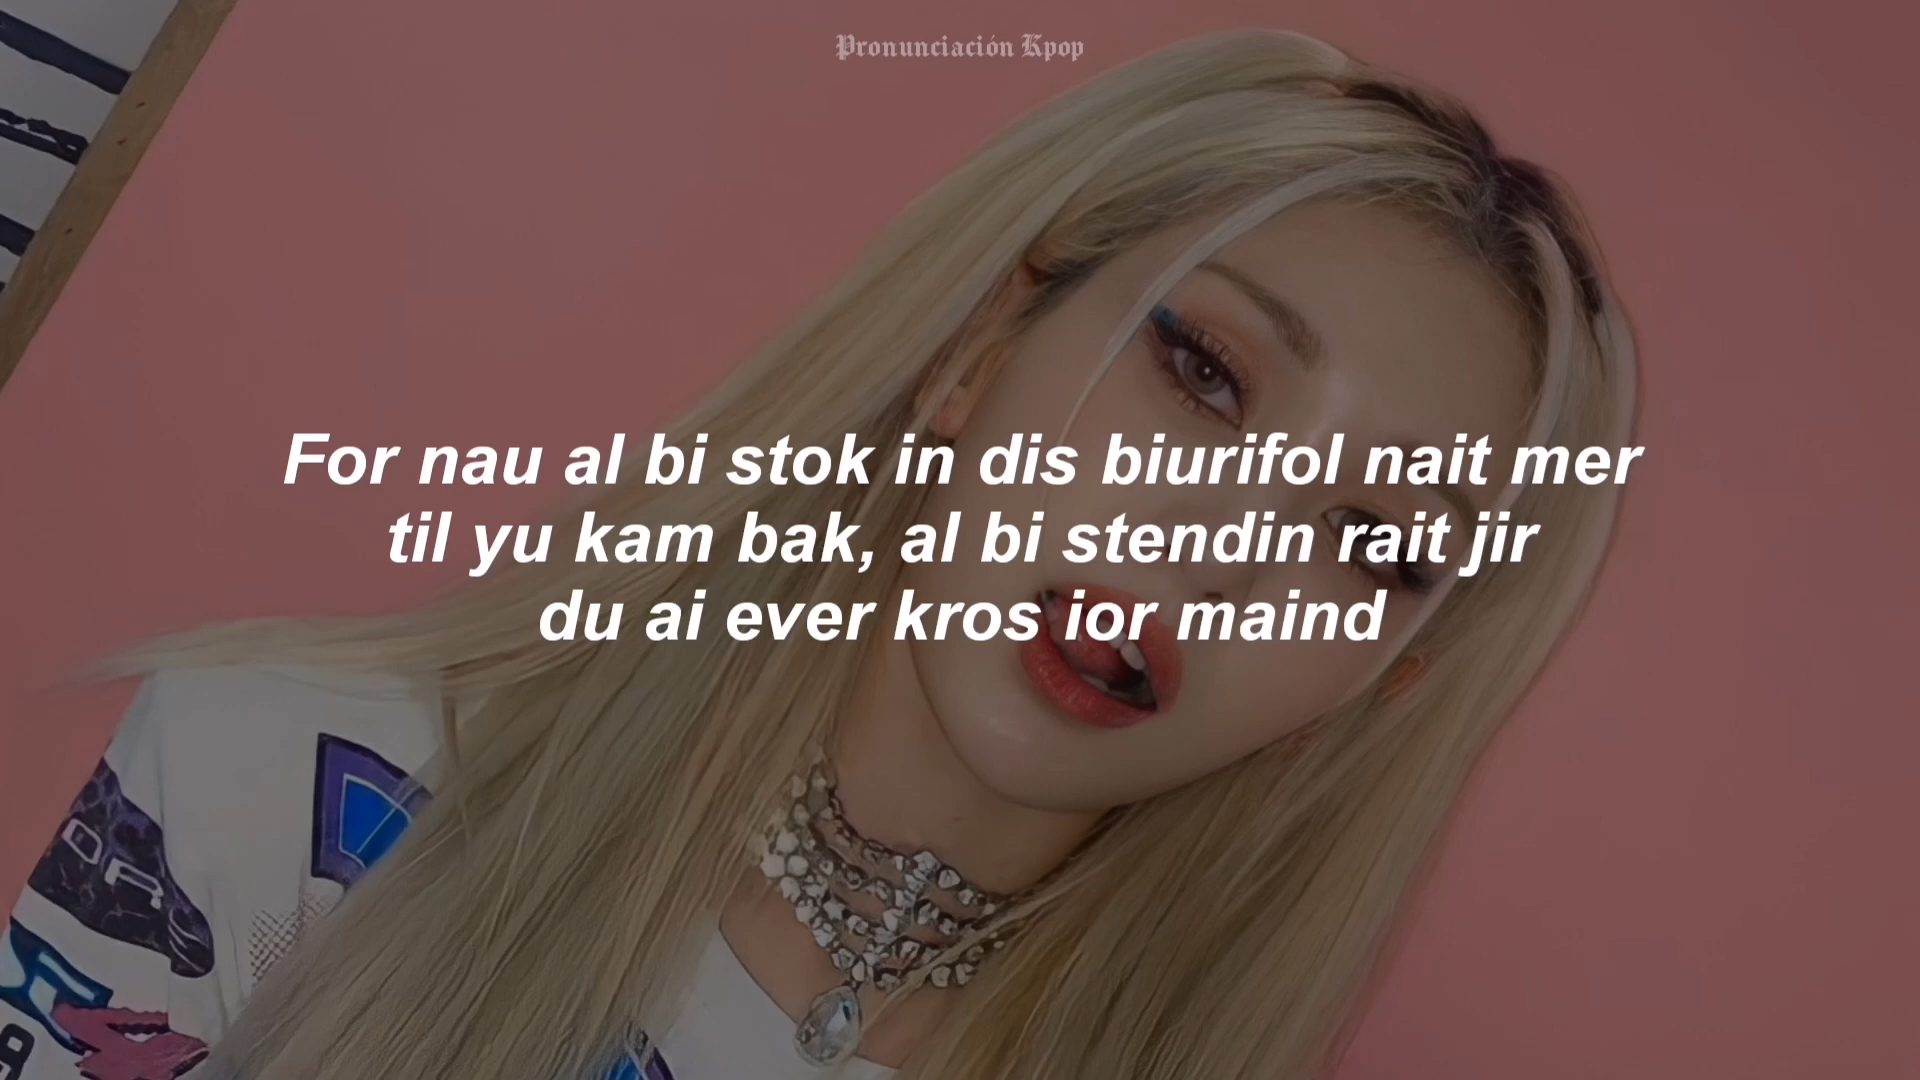 Pronunciación Kpop
For nau al bi stok in dis biurifol nait mer
til yu kam bak, al bi stendin rait jir
du ai ever kros ior maind